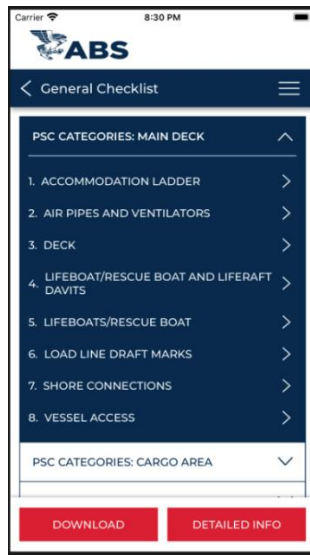 Carrier 8:30 PM
ABS
General Checklist
PSC CATEGORIES: MAIN DECK
1. ACCOMMODATION LADDER
2. AIR PIPES AND VENTILATORS
3. DECK
4. LIFEBOAT/RESCUE BOAT AND LIFERAFT
DAVITS
5. LIFEBOATS/RESCUE BOAT
6. LOAD LINE DRAFT MARKS
7. SHORE CONNECTIONS
8. VESSEL ACCESS
PSC CATEGORIES: CARGO AREA
DOWNLOAD
DETAILED INFO